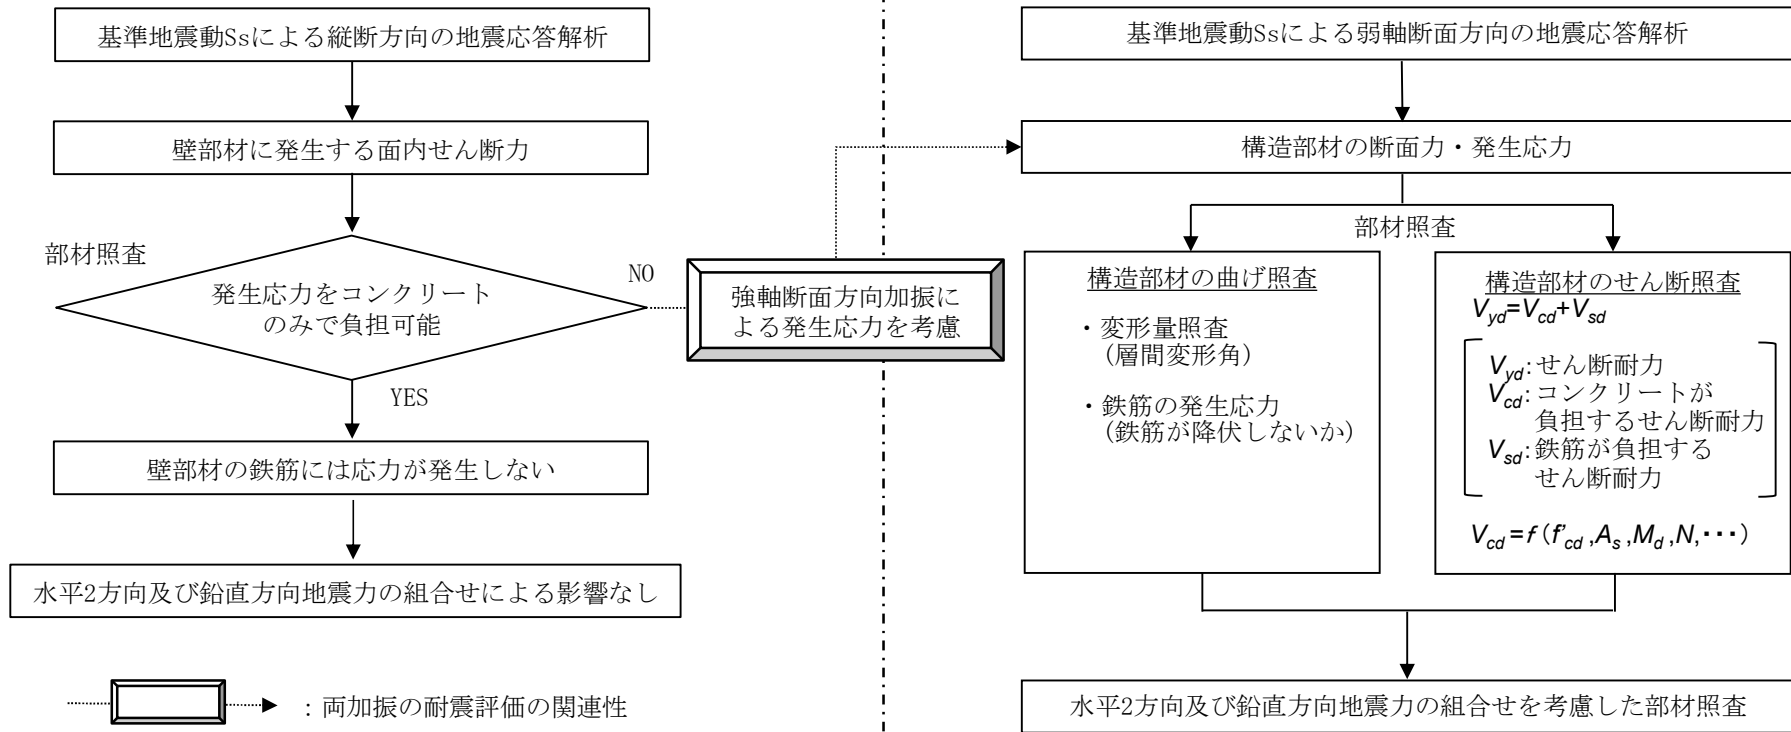 基準地震動Ssによる縦断方向の地震応答解析
壁部材に発生する面内せん断力
部材照査
発生応力をコンクリート
のみで負担可能
NO
YES
壁部材の鉄筋には応力が発生しない
水平2方向及び鉛直方向地震力の組合せによる影響なし
：両加振の耐震評価の関連性
強軸断面方向加振に
よる発生応力を考慮
基準地震動Ssによる弱軸断面方向の地震応答解析
構造部材の断面力・発生応力
部材照査
構造部材の曲げ照査
・変形量照査
（層間変形角）
・鉄筋の発生応力
（鉄筋が降伏しないか）
構造部材のせん断照査
Vyd=Vcd+Vsd
Vyd:せん断耐力
Vcd:コンクリートが
負担するせん断耐力
Vsd:鉄筋が負担する
せん断耐力
Vcd=f(f'cd,As,Md,N,･･･)
水平2方向及び鉛直方向地震力の組合せを考慮した部材照査